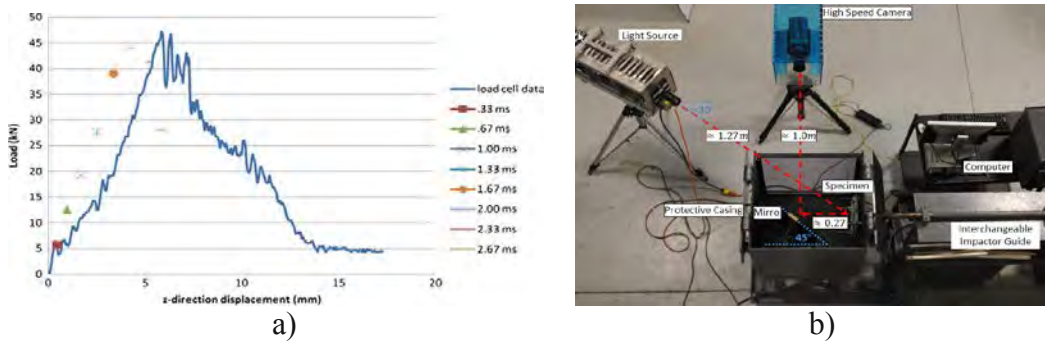 50
45
40
35
30
25
20
15
10
5
0
Load (kN)
0 5 10 15 20
z-direction displacement (mm)
load cell data
.33 ms
.67 ms
1.00 ms
1.33 ms
1.67 ms
2.00 ms
2.33 ms
2.67 ms
a)
High Speed Camera
Light Source
≈ 1.27m
≈ 1.0m
Computer
Specimen
Protective Casing
Mirro
≈ 0.27
45°
Interchangeable
Impactor Guide
b)